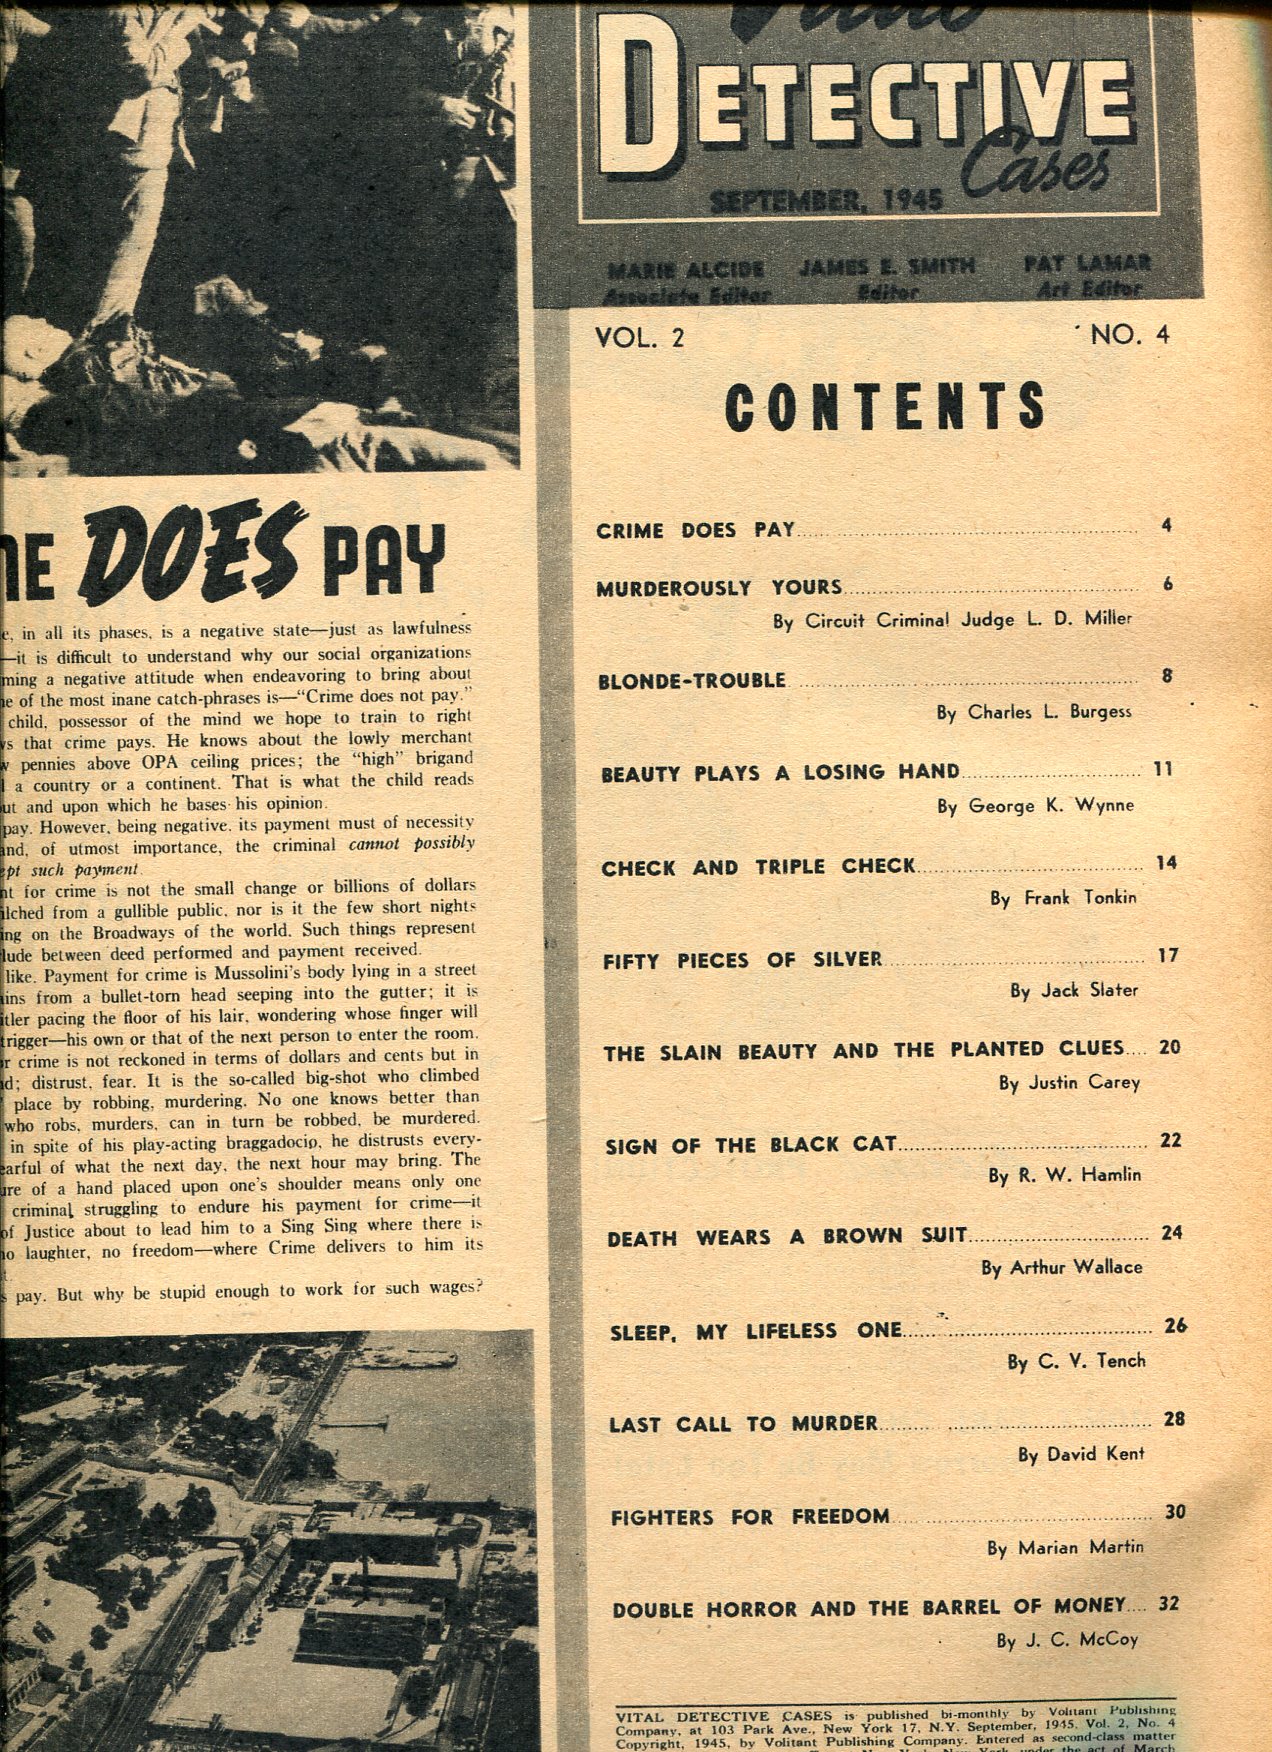 NE DOES PAY
e, in all its phases, is a negative state—just as lawfulness
—it is difficult to understand why our social organizations
ming a negative attitude when endeavoring to bring about
e of the most inane catch-phrases is—“Crime does not pay.”
child, possessor of the mind we hope to train to right
s that crime pays. He knows about the lowly merchant
pennies above OPA ceiling prices; the “high” brigand
a country or a continent. That is what the child reads
ut and upon which he bases his opinion.
pay. However, being negative, its payment must of necessity
and, of utmost importance, the criminal cannot possibly
ept such payment.
nt for crime is not the small change or billions of dollars
ilched from a gullible public, nor is it the few short nights
ing on the Broadways of the world. Such things represent
lude between deed performed and payment received.
like. Payment for crime is Mussolini's body lying in a street
ins from a bullet-torn head seeping into the gutter; it is
itler pacing the floor of his lair, wondering whose finger will
trigger—his own or that of the next person to enter the room.
r crime is not reckoned in terms of dollars and cents but in
d; distrust, fear. It is the so-called big-shot who climbed
place by robbing, murdering. No one knows better than
who robs, murders, can in turn be robbed, be murdered.
in spite of his play-acting braggadocio, he distrusts every-
earful of what the next day, the next hour may bring. The
ure of a hand placed upon one's shoulder means only one
criminal struggling to endure his payment for crime—it
of Justice about to lead him to a Sing Sing where there is
no laughter, no freedom—where Crime delivers to him its
t.
s pay. But why be stupid enough to work for such wages?
Vital
DETECTIVE
Cases
SEPTEMBER, 1945
MARIE ALCIDE JAMES E. SMITH PAT LAMAR
Associate Editor Editor Art Editor
VOL. 2 NO. 4
CONTENTS
CRIME DOES PAY 4
MURDEROUSLY YOURS 6
By Circuit Criminal Judge L. D. Miller
BLONDE-TROUBLE 8
By Charles L. Burgess
BEAUTY PLAYS A LOSING HAND 11
By George K. Wynne
CHECK AND TRIPLE CHECK 14
By Frank Tonkin
FIFTY PIECES OF SILVER 17
By Jack Slater
THE SLAIN BEAUTY AND THE PLANTED CLUES 20
By Justin Carey
SIGN OF THE BLACK CAT 22
By R. W. Hamlin
DEATH WEARS A BROWN SUIT 24
By Arthur Wallace
SLEEP, MY LIFELESS ONE 26
By C. V. Tench
LAST CALL TO MURDER 28
By David Kent
FIGHTERS FOR FREEDOM 30
By Marian Martin
DOUBLE HORROR AND THE BARREL OF MONEY 32
By J. C. McCoy
VITAL DETECTIVE CASES is published bi-monthly by Volitant Publishing
Company, at 103 Park Ave., New York 17, N.Y. September, 1945, Vol. 2, No. 4
Copyright, 1945, by Volitant Publishing Company. Entered as second-class matter
New York, under the act of March